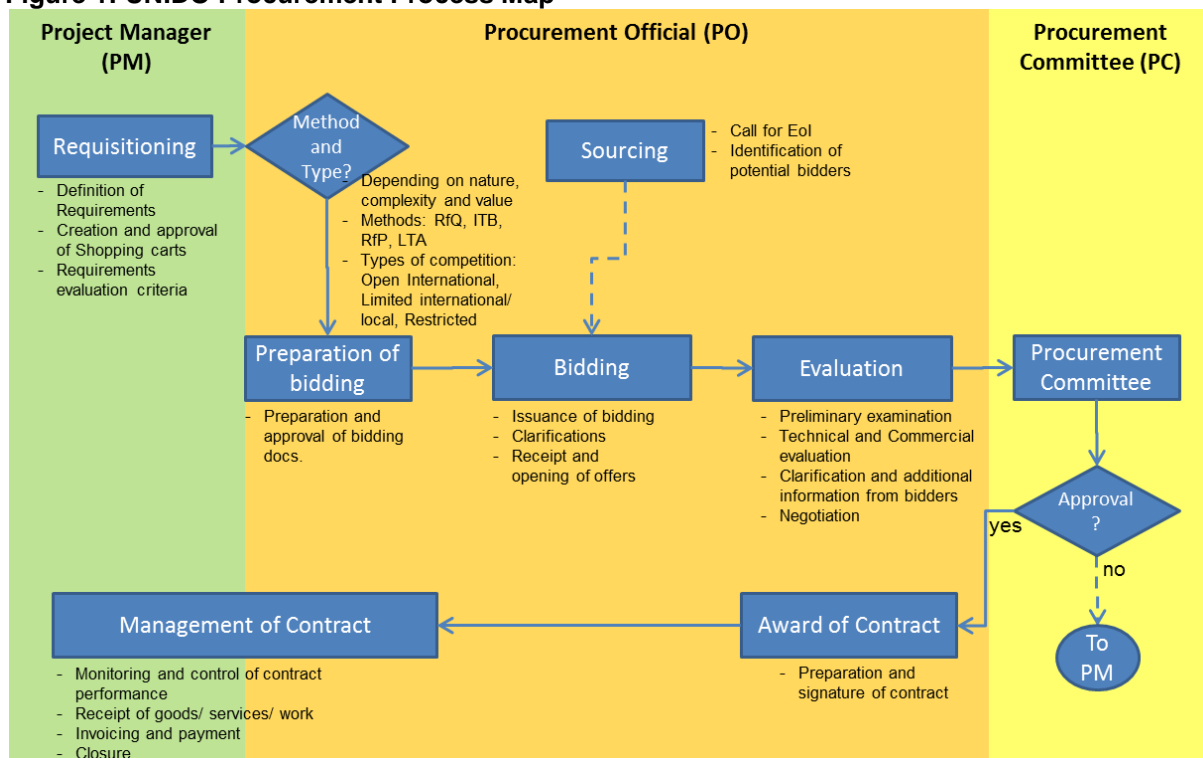 Figure 1: UNIDO Procurement Process Map
Project Manager
(PM)
Procurement Official (PO)
Procurement
Committee (PC)
Requisitioning
- Definition of
Requirements
- Creation and approval
of Shopping carts
- Requirements
evaluation criteria
Method
and
Type?
- Depending on nature,
complexity and value
- Methods: RfQ, ITB,
RfP, LTA
- Types of competition:
Open International,
Limited international/
local, Restricted
Sourcing
- Call for EoI
- Identification of
potential bidders
Preparation of
bidding
- Preparation and
approval of bidding
docs.
Bidding
- Issuance of bidding
- Clarifications
- Receipt and
opening of offers
Evaluation
- Preliminary examination
- Technical and Commercial
evaluation
- Clarification and additional
information from bidders
- Negotiation
Procurement
Committee
Approval
?
yes
no
To
PM
Award of Contract
- Preparation and
signature of contract
Management of Contract
- Monitoring and control of contract
performance
- Receipt of goods/ services/ work
- Invoicing and payment
- Closure